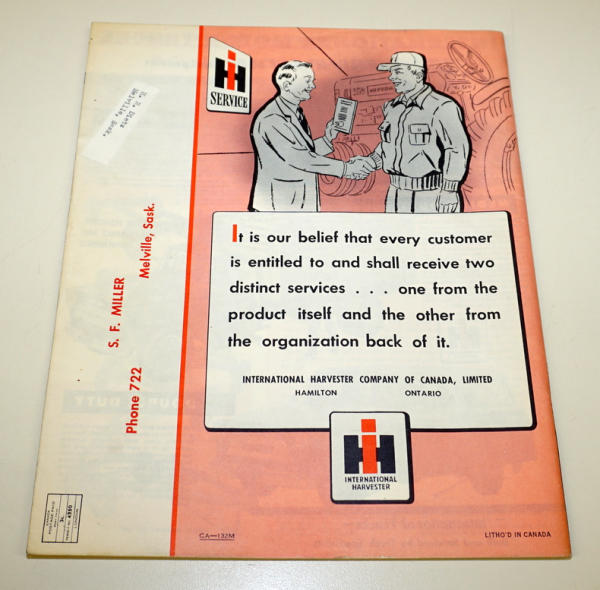 IH
SERVICE
It is our belief that every customer
is entitled to and shall receive two
distinct services . . . one from the
product itself and the other from
the organization back of it.
INTERNATIONAL HARVESTER COMPANY OF CANADA, LIMITED
HAMILTON ONTARIO
IH
INTERNATIONAL
HARVESTER
CA—132M
LITHO'D IN CANADA
S. F. MILLER
Melville, Sask.
Phone 722
Melville, Sask.